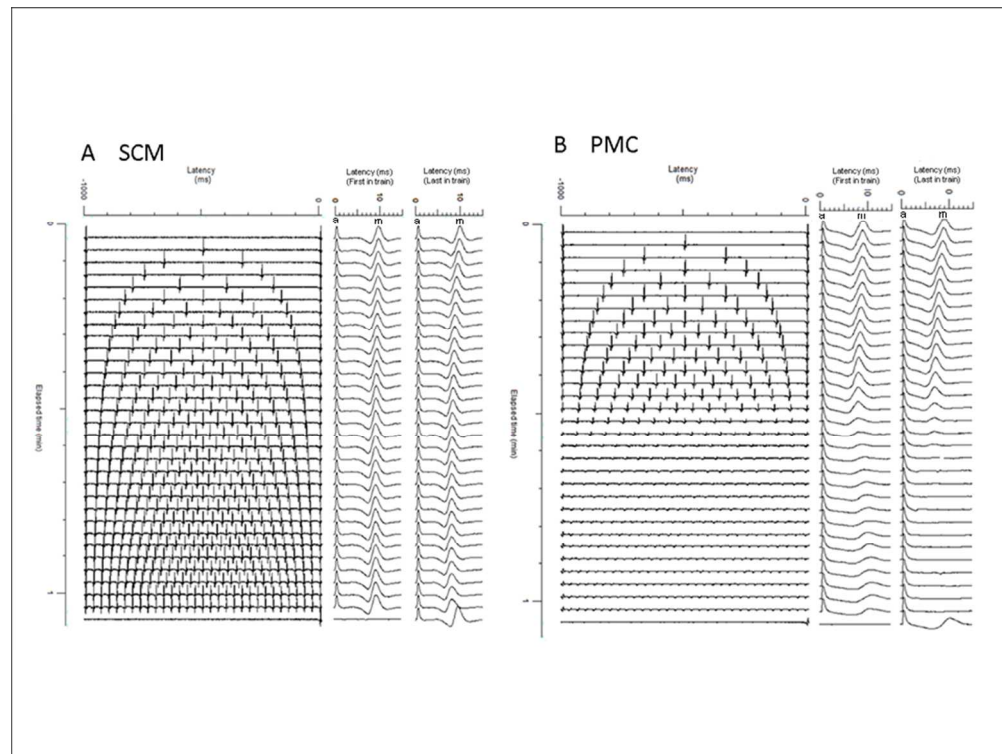 A SCM
Latency
(ms)
-1000
0
Latency (ms)
(First in train)
0
10
Latency (ms)
(Last in train)
0
10
a
m
a
m
0
1
Elapsed time (min)
B PMC
Latency
(ms)
-1000
0
Latency (ms)
(First in train)
0
10
Latency (ms)
(Last in train)
0
a
m
a
m
0
1
Elapsed time (min)